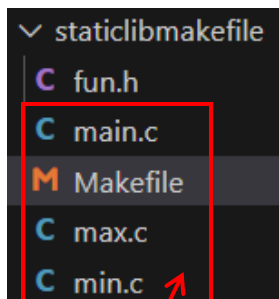 staticlibmakefile
C fun.h
C main.c
M Makefile
C max.c
C min.c